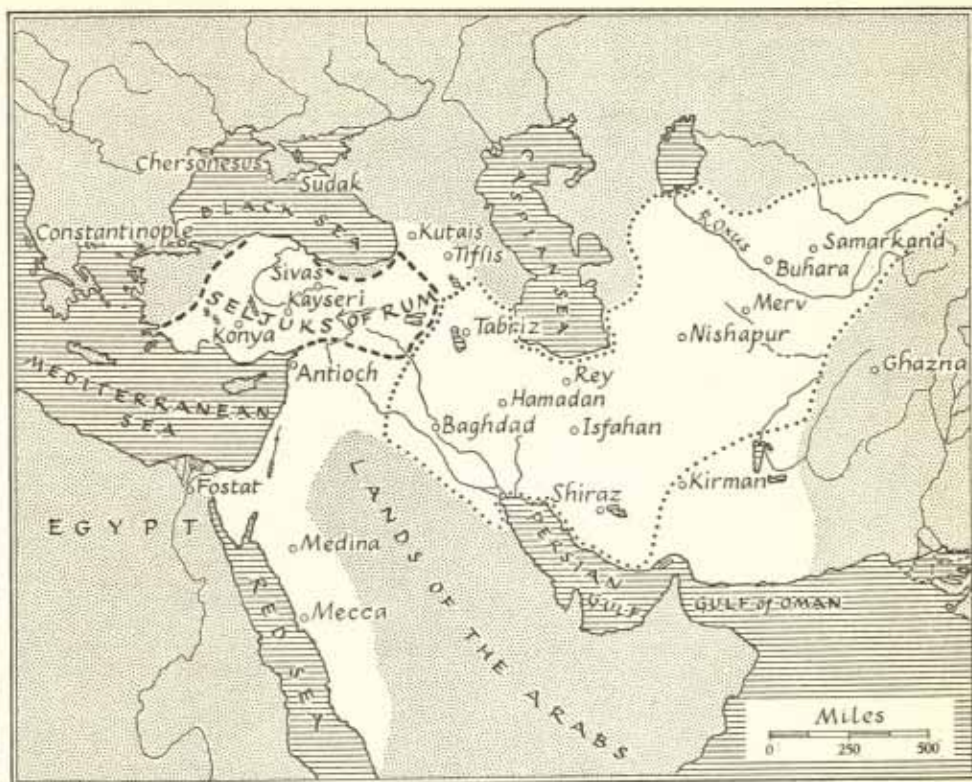 Chersonesus
Sudak
BLACK SEA
Constantinople
CASPIAN SEA
Kutais
Tiflis
R. Oxus
Samarkand
Buhara
Sivas
Kayseri
SELJUKS OF RUM
Konya
Merv
Tabriz
Nishapur
Antioch
Ghazna
MEDITERRANEAN
SEA
Rey
Hamadan
Baghdad
Isfahan
Fostat
Shiraz
Kirman
EGYPT
LANDS OF THE ARABS
PERSIAN
GULF
Medina
Mecca
RED SEA
GULF of OMAN
Miles
0 125 250 500